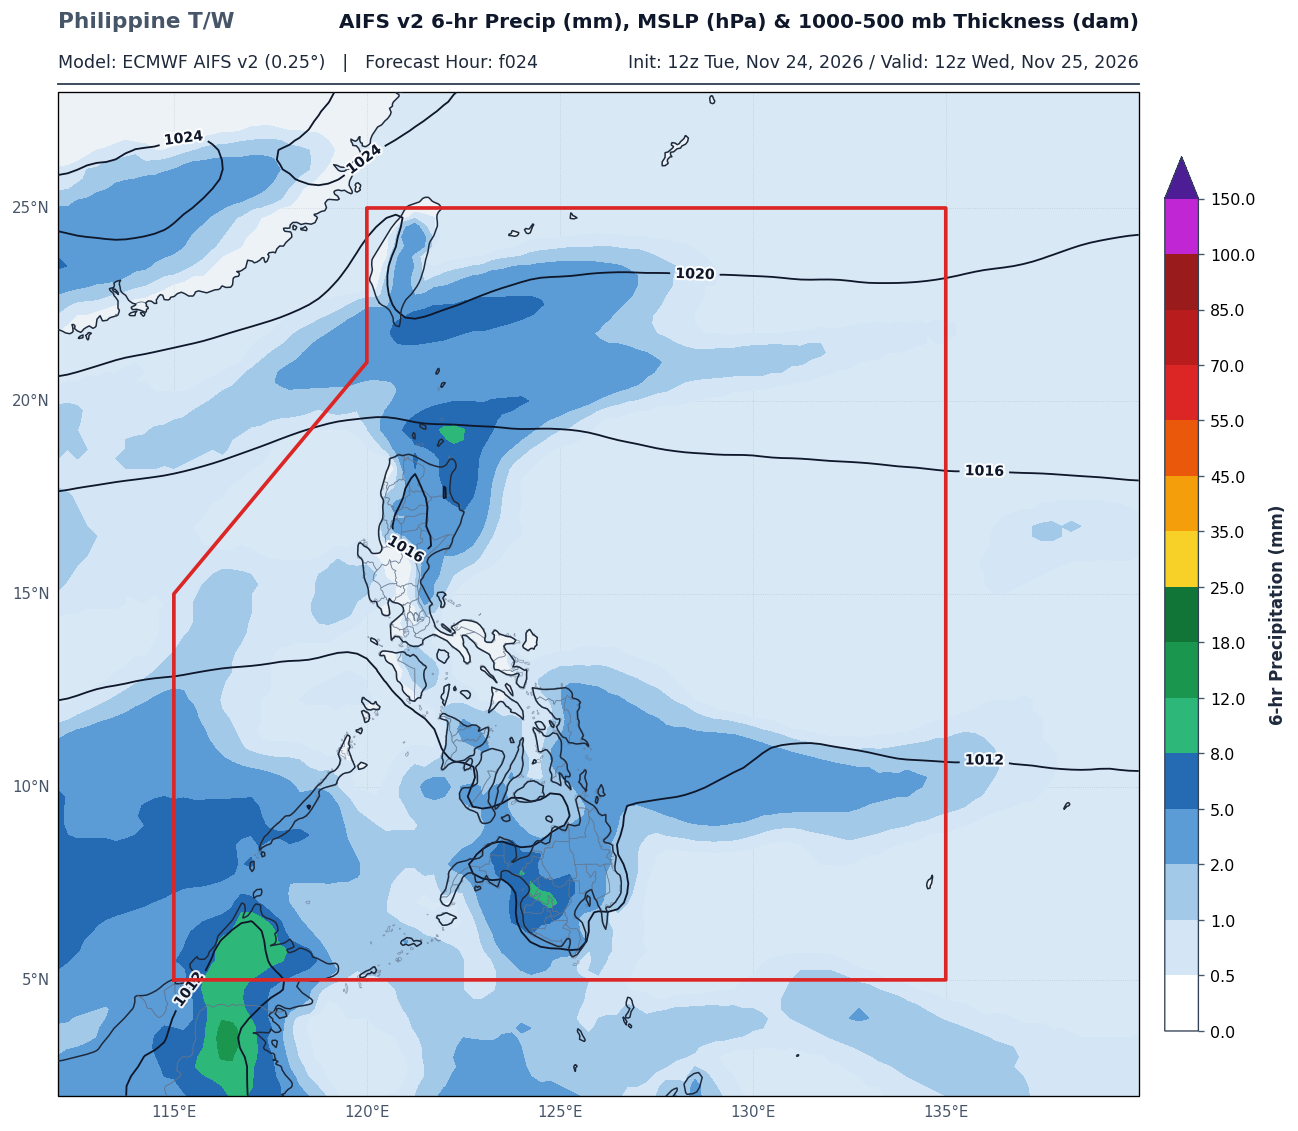 Philippine T/W
AIFS v2 6-hr Precip (mm), MSLP (hPa) & 1000-500 mb Thickness (dam)
Model: ECMWF AIFS v2 (0.25°)   |   Forecast Hour: f024
Init: 12z Tue, Nov 24, 2026 / Valid: 12z Wed, Nov 25, 2026
1024
1024
25°N
1020
20°N
1016
1016
15°N
1012
10°N
5°N
1012
115°E
120°E
125°E
130°E
135°E
150.0
100.0
85.0
70.0
55.0
45.0
35.0
25.0
18.0
12.0
8.0
5.0
2.0
1.0
0.5
0.0
6-hr Precipitation (mm)